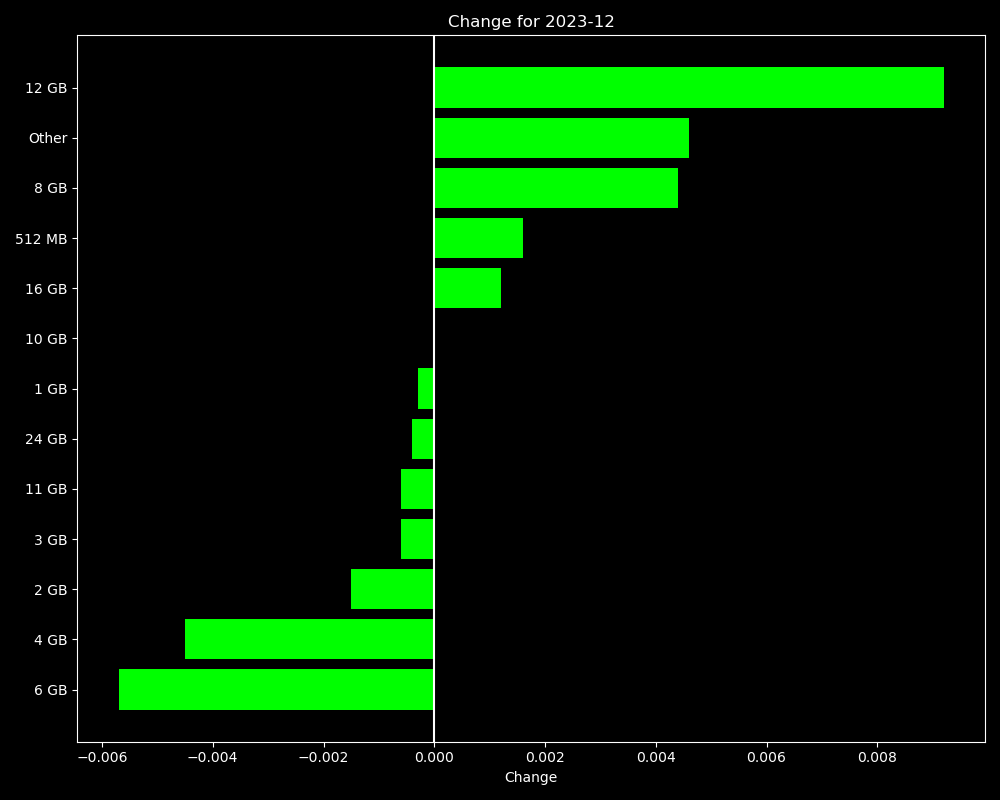 Change for 2023-12
12 GB
Other
8 GB
512 MB
16 GB
10 GB
1 GB
24 GB
11 GB
3 GB
2 GB
4 GB
6 GB
−0.006 −0.004 −0.002 0.000 0.002 0.004 0.006 0.008
Change